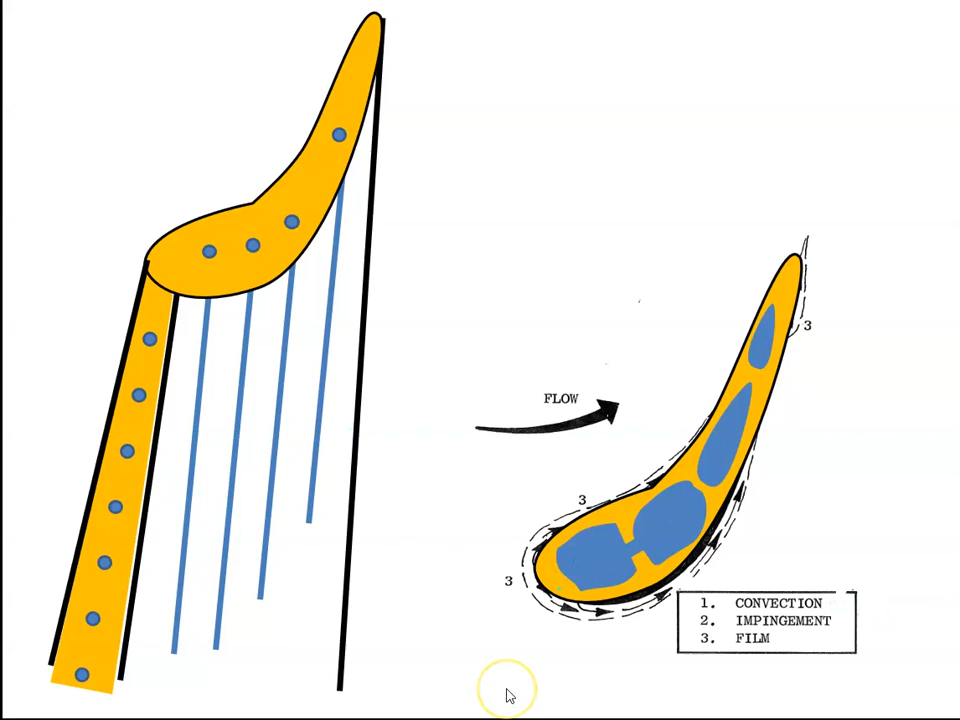 3
FLOW
3
3
1. CONVECTION
2. IMPINGEMENT
3. FILM